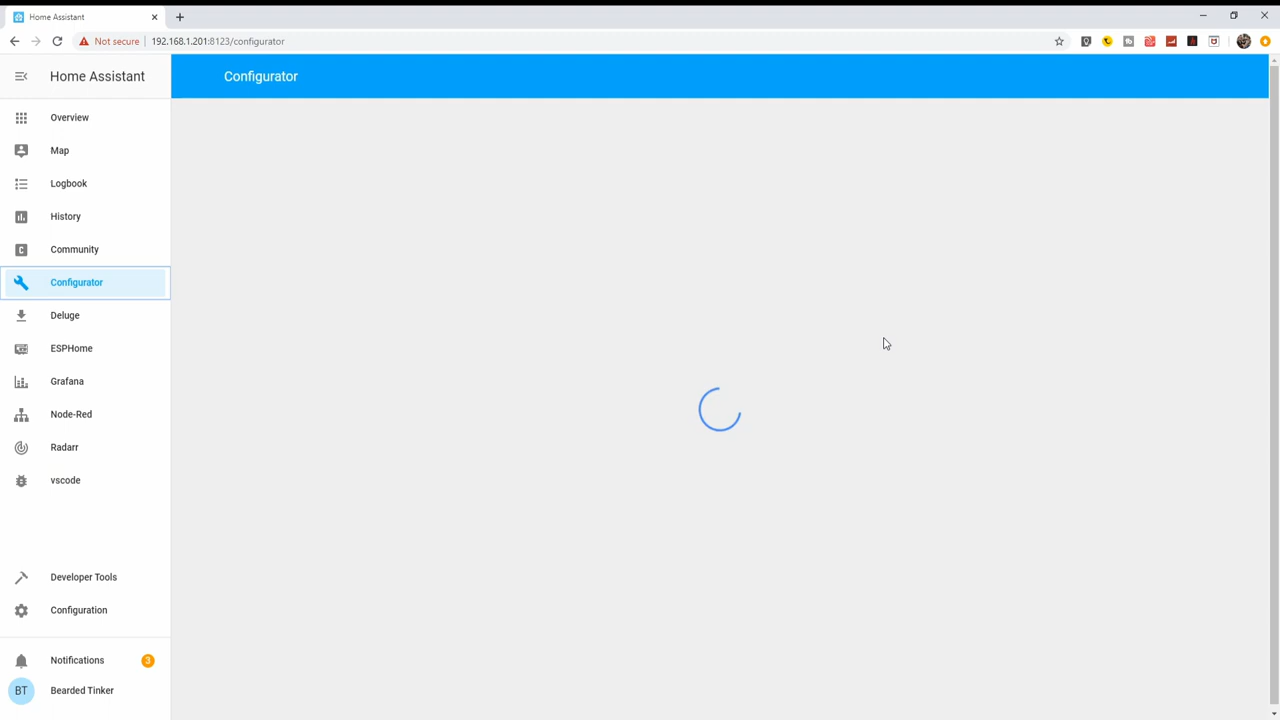 Home Assistant
Not secure
192.168.1.201:8123/configurator
Home Assistant
Configurator
Overview
Map
Logbook
History
Community
Configurator
Deluge
ESPHome
Grafana
Node-Red
Radarr
vscode
Developer Tools
Configuration
Notifications 3
BT Bearded Tinker